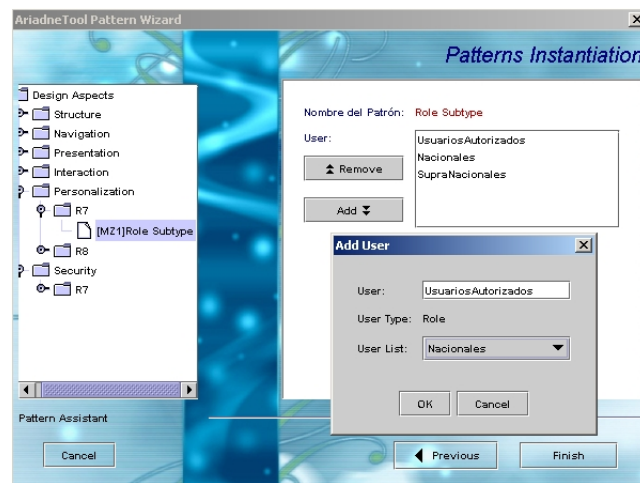 AriadneTool Pattern Wizard
Patterns Instantiation
Design Aspects
Structure
Navigation
Presentation
Interaction
Personalization
R7
[MZ1]Role Subtype
R8
Security
R7
Nombre del Patrón: Role Subtype
User:
UsuariosAutorizados
Nacionales
SupraNacionales
Remove
Add
Add User
User: UsuariosAutorizados
User Type: Role
User List: Nacionales
OK Cancel
Pattern Assistant
Cancel
Previous
Finish